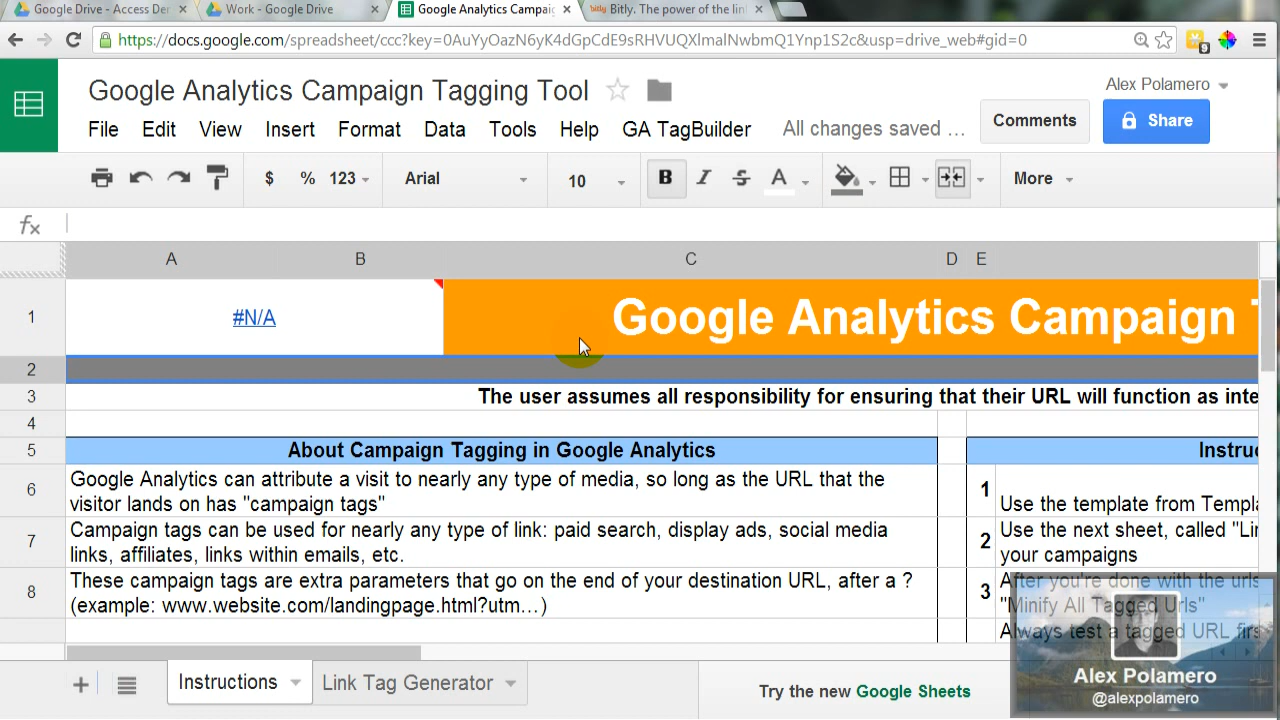 Google Drive - Access Der
Work - Google Drive
Google Analytics Campaig
bitly Bitly. The power of the lin
https://docs.google.com/spreadsheet/ccc?key=0AuYyOazN6yK4dGpCdE9sRHVUQXlmalNwbmQ1Ynp1S2c&usp=drive_web#gid=0
9
Google Analytics Campaign Tagging Tool
Alex Polamero
File Edit View Insert Format Data Tools Help GA TagBuilder All changes saved ...
Comments
Share
$ % 123 Arial 10 B I S A More
fx
A B C D E
1 #N/A Google Analytics Campaign
2
3 The user assumes all responsibility for ensuring that their URL will function as inte
4
5 About Campaign Tagging in Google Analytics Instruc
6 Google Analytics can attribute a visit to nearly any type of media, so long as the URL that the
visitor lands on has "campaign tags"
1 Use the template from Templa
7 Campaign tags can be used for nearly any type of link: paid search, display ads, social media
links, affiliates, links within emails, etc.
2 Use the next sheet, called "Lin
your campaigns
8 These campaign tags are extra parameters that go on the end of your destination URL, after a ?
(example: www.website.com/landingpage.html?utm...)
3 After you're done with the urls
"Minify All Tagged Urls"
Always test a tagged URL firs
Instructions
Link Tag Generator
Try the new Google Sheets
Alex Polamero
@alexpolamero